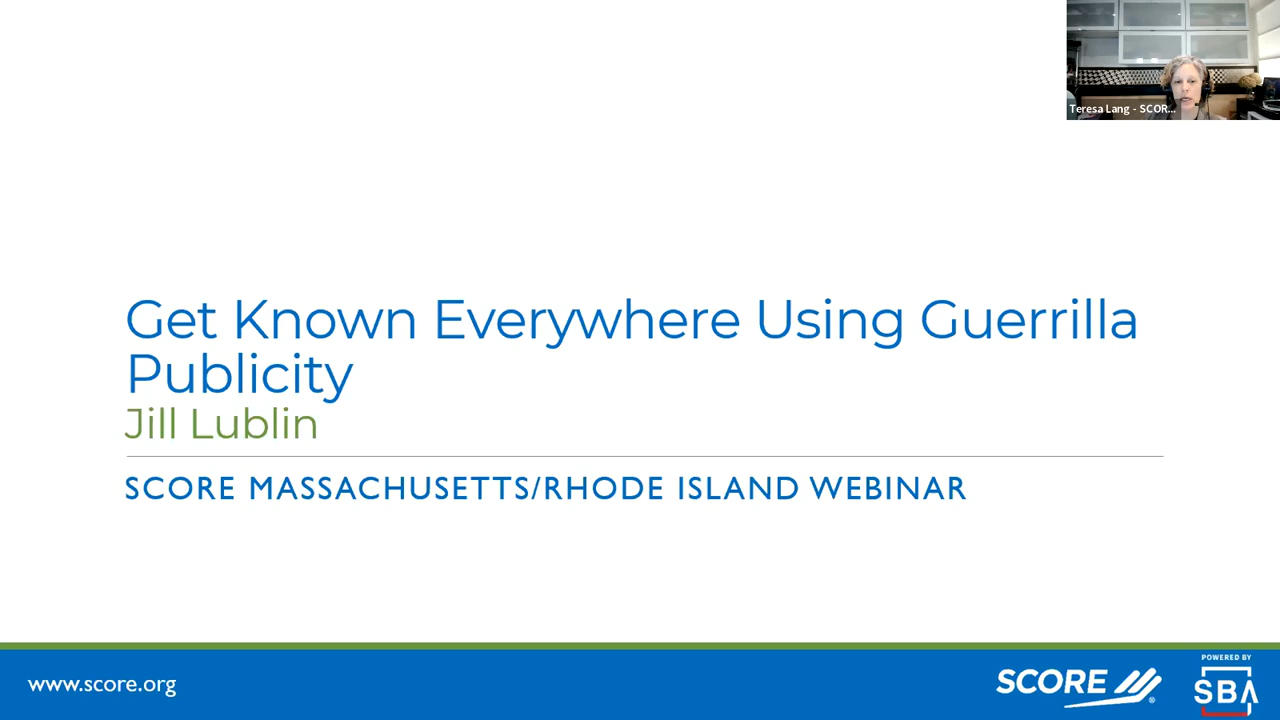 Teresa Lang - SCOR...
Get Known Everywhere Using Guerrilla
Publicity
Jill Lublin
SCORE MASSACHUSETTS/RHODE ISLAND WEBINAR
www.score.org
SCORE
®
POWERED BY
SBA